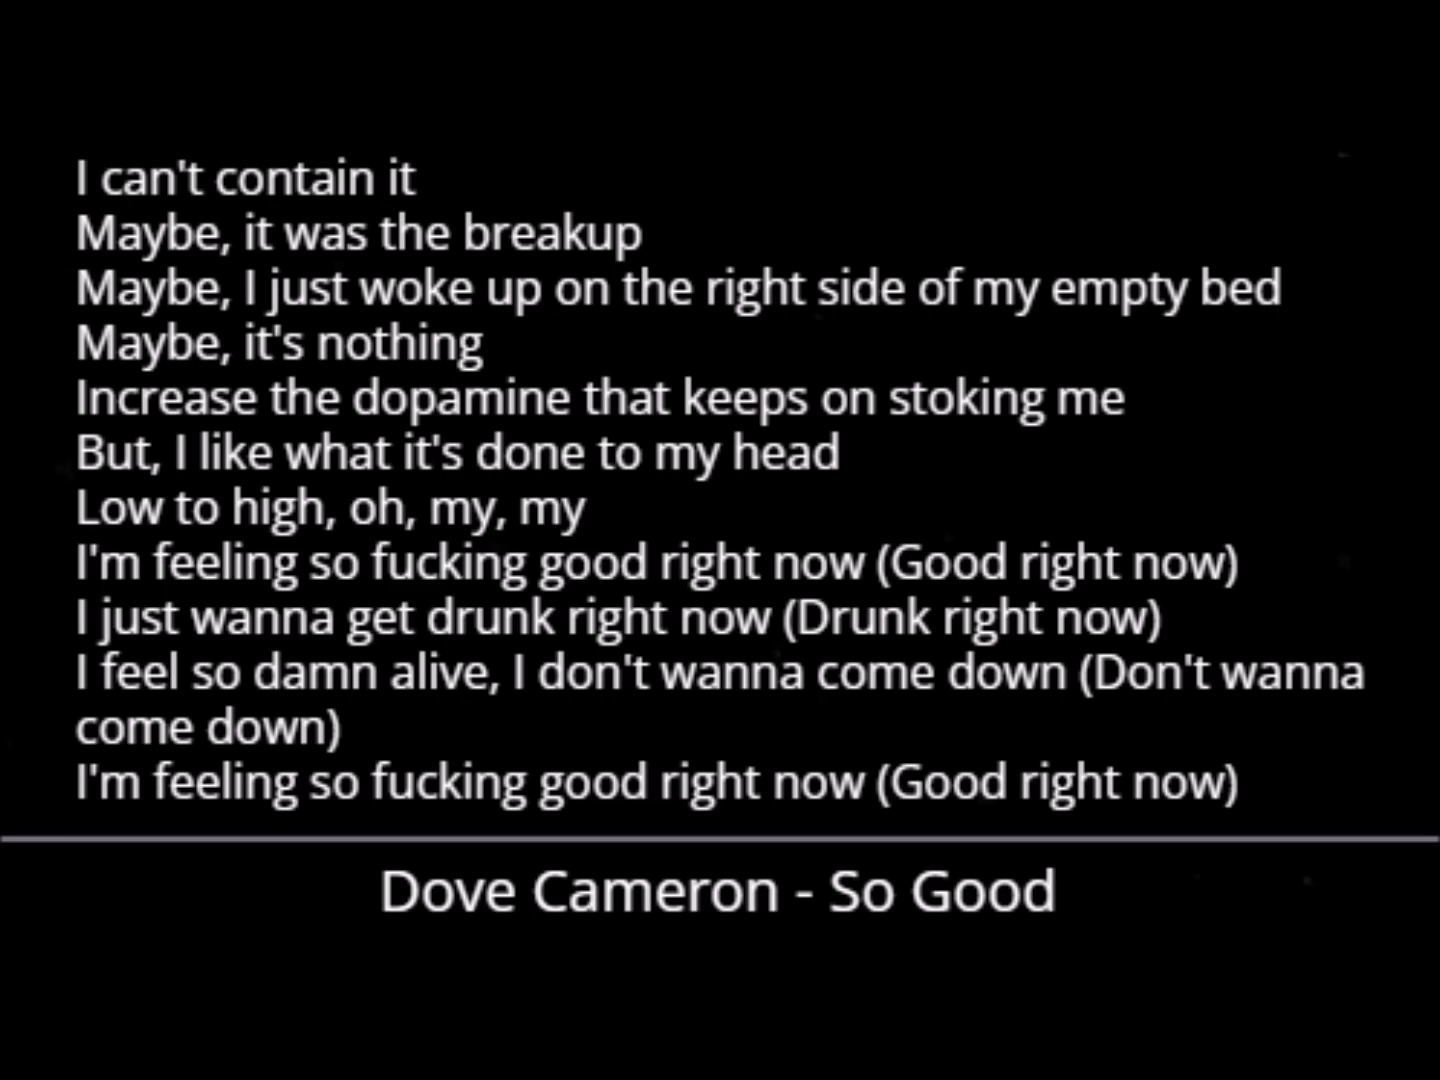 I can't contain it
Maybe, it was the breakup
Maybe, I just woke up on the right side of my empty bed
Maybe, it's nothing
Increase the dopamine that keeps on stoking me
But, I like what it's done to my head
Low to high, oh, my, my
I'm feeling so fucking good right now (Good right now)
I just wanna get drunk right now (Drunk right now)
I feel so damn alive, I don't wanna come down (Don't wanna
come down)
I'm feeling so fucking good right now (Good right now)
Dove Cameron - So Good